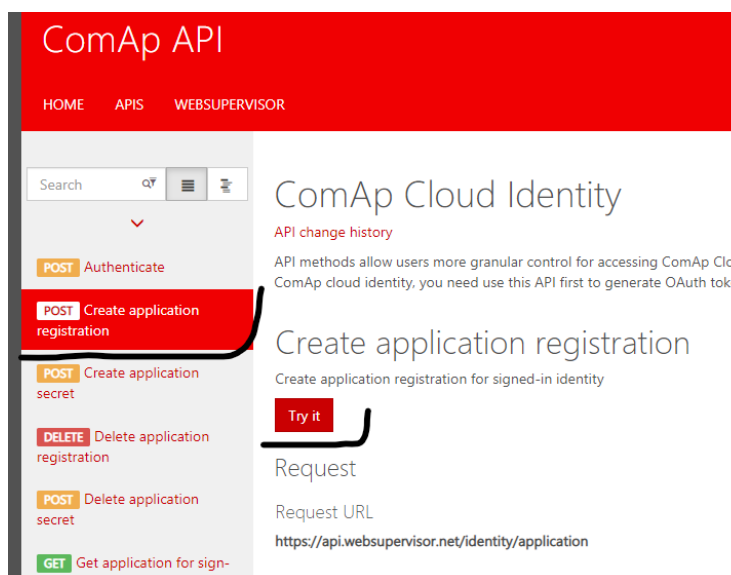 ComAp API
HOME APIS WEBSUPERVISOR
Search
POST Authenticate
POST Create application
registration
POST Create application
secret
DELETE Delete application
registration
POST Delete application
secret
GET Get application for sign-
ComAp Cloud Identity
API change history
API methods allow users more granular control for accessing ComAp Clo
ComAp cloud identity, you need use this API first to generate OAuth tok
Create application registration
Create application registration for signed-in identity
Try it
Request
Request URL
https://api.websupervisor.net/identity/application